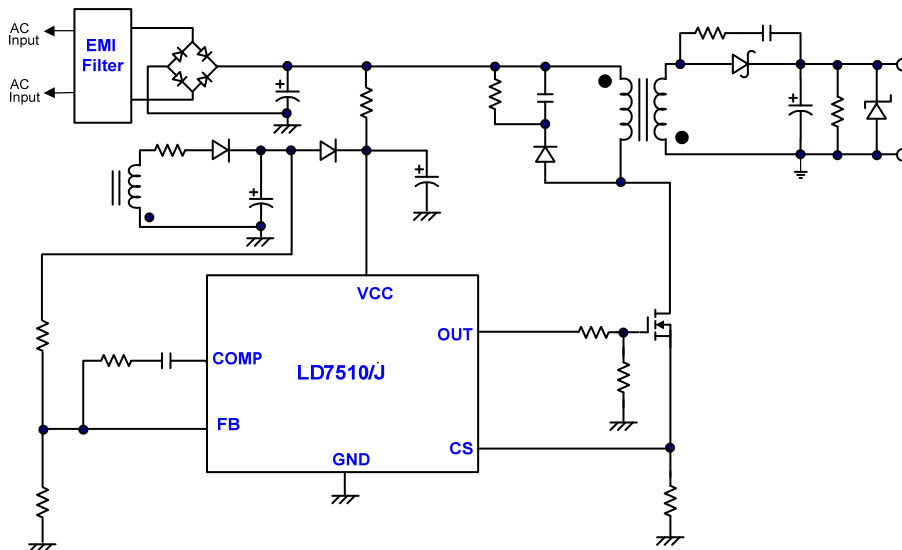 AC
Input
EMI
Filter
AC
Input
VCC
OUT
COMP
LD7510/J
FB
CS
GND
+
+
+
+